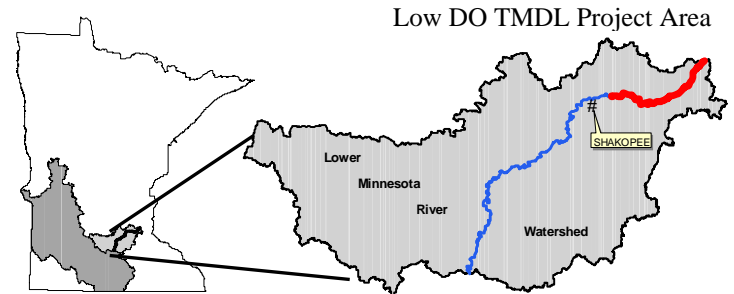 Low DO TMDL Project Area
#
SHAKOPEE
Lower
Minnesota
River
Watershed